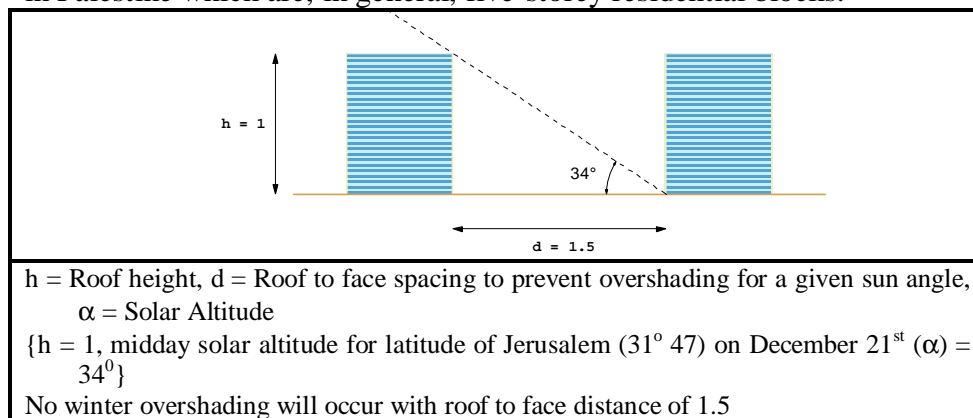 in Palestine which are, in general, five-storey residential blocks.
h = 1
34°
d = 1.5
h = Roof height, d = Roof to face spacing to prevent overshading for a given sun angle,
α = Solar Altitude
{h = 1, midday solar altitude for latitude of Jerusalem (31° 47) on December 21st (α) =
34⁰}
No winter overshading will occur with roof to face distance of 1.5